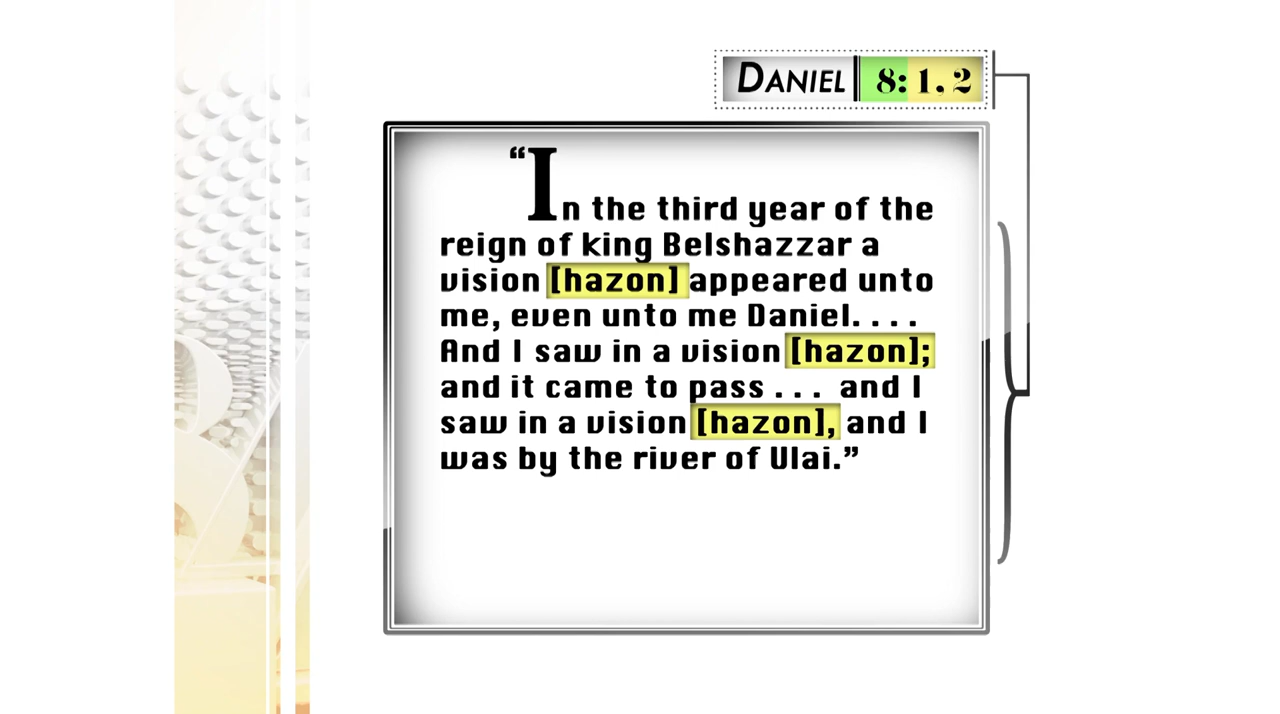 DANIEL 8:1, 2
“In the third year of the
reign of king Belshazzar a
vision [hazon] appeared unto
me, even unto me Daniel. . . .
And I saw in a vision [hazon];
and it came to pass . . . and I
saw in a vision [hazon], and I
was by the river of Ulai.”